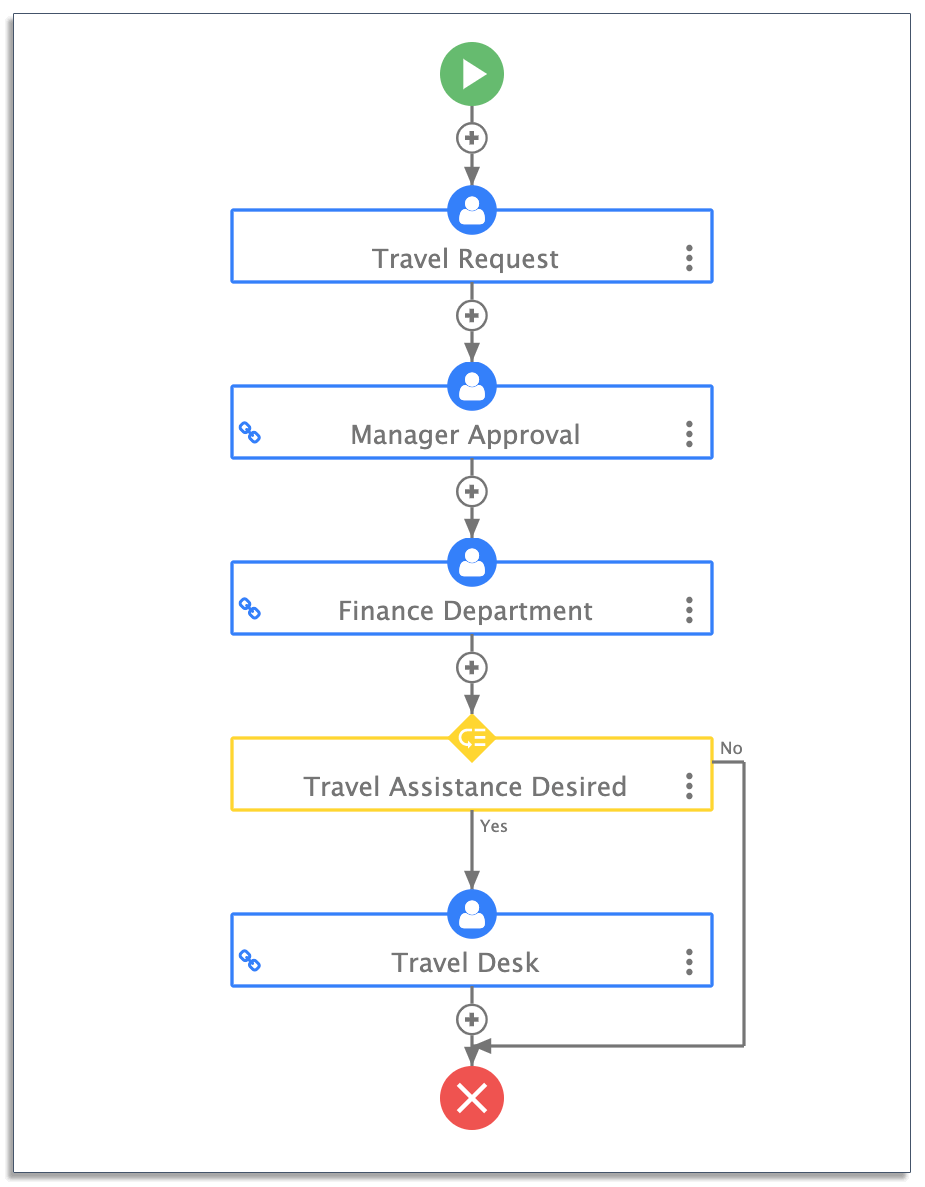 Travel Request
Manager Approval
Finance Department
No
Travel Assistance Desired
Yes
Travel Desk